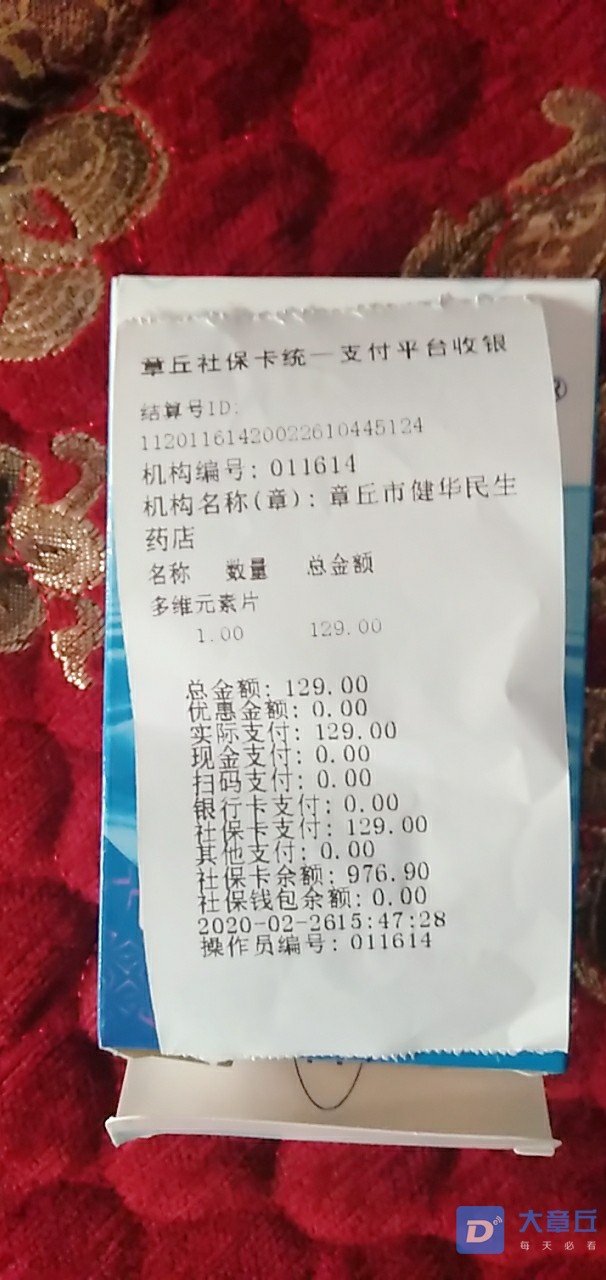 章丘社保卡统一支付平台收银
结算号ID:
11201161420022610445124
机构编号: 011614
机构名称(章): 章丘市健华民生
药店
名称 数量 总金额
多维元素片
1.00 129.00
总金额: 129.00
优惠金额: 0.00
实际支付: 129.00
现金支付: 0.00
扫码支付: 0.00
银行卡支付: 0.00
社保卡支付: 129.00
其他支付: 0.00
社保卡余额: 976.90
社保钱包余额: 0.00
2020-02-2615:47:28
操作员编号: 011614
®
大章丘
每天必看